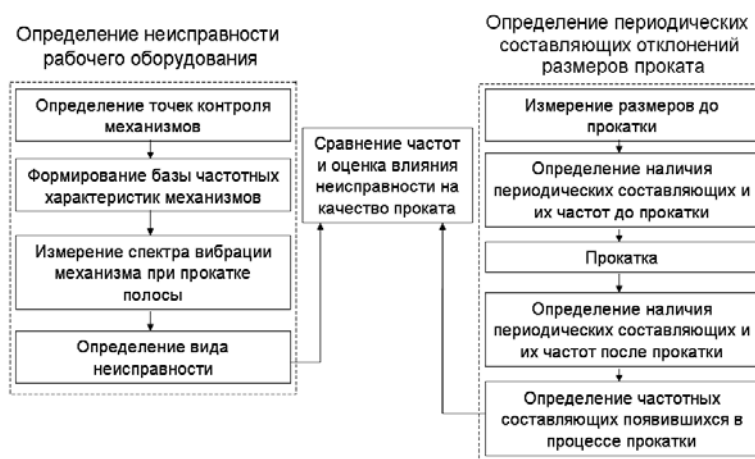 Определение неисправности
рабочего оборудования
Определение точек контроля
механизмов
Формирование базы частотных
характеристик механизмов
Измерение спектра вибрации
механизма при прокатке
полосы
Определение вида
неисправности
Сравнение частот
и оценка влияния
неисправности на
качество проката
Определение периодических
составляющих отклонений
размеров проката
Измерение размеров до
прокатки
Определение наличия
периодических составляющих и
их частот до прокатки
Прокатка
Определение наличия
периодических составляющих и
их частот после прокатки
Определение частотных
составляющих появившихся в
процессе прокатки